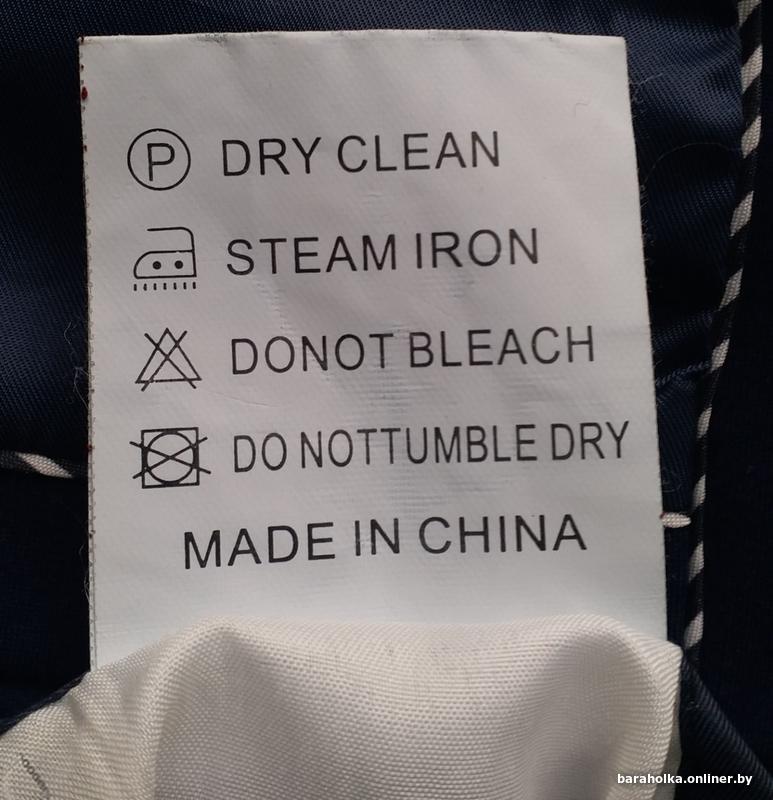 P DRY CLEAN
STEAM IRON
DONOT BLEACH
DO NOTTUMBLE DRY
MADE IN CHINA
baraholka.onliner.by